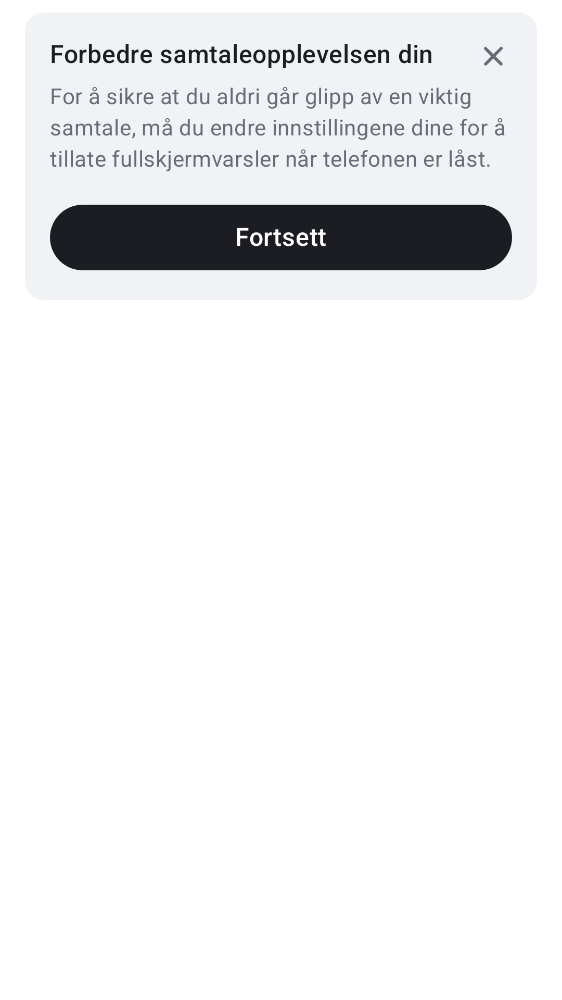 Forbedre samtaleopplevelsen din
For å sikre at du aldri går glipp av en viktig
samtale, må du endre innstillingene dine for å
tillate fullskjermvarsler når telefonen er låst.
Fortsett